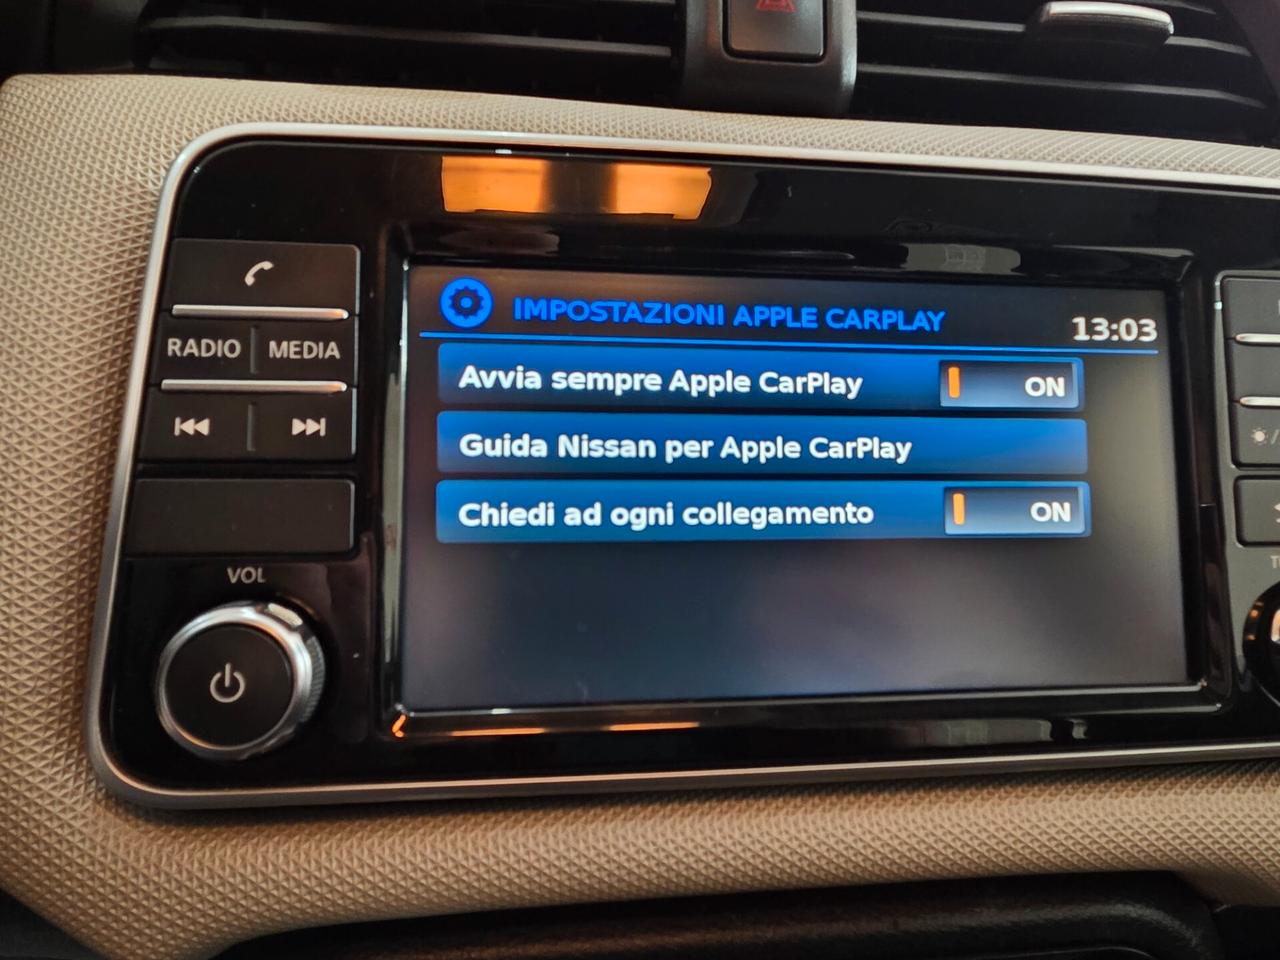 IMPOSTAZIONI APPLE CARPLAY
13:03
Avvia sempre Apple CarPlay ON
Guida Nissan per Apple CarPlay
Chiedi ad ogni collegamento ON
RADIO MEDIA
VOL